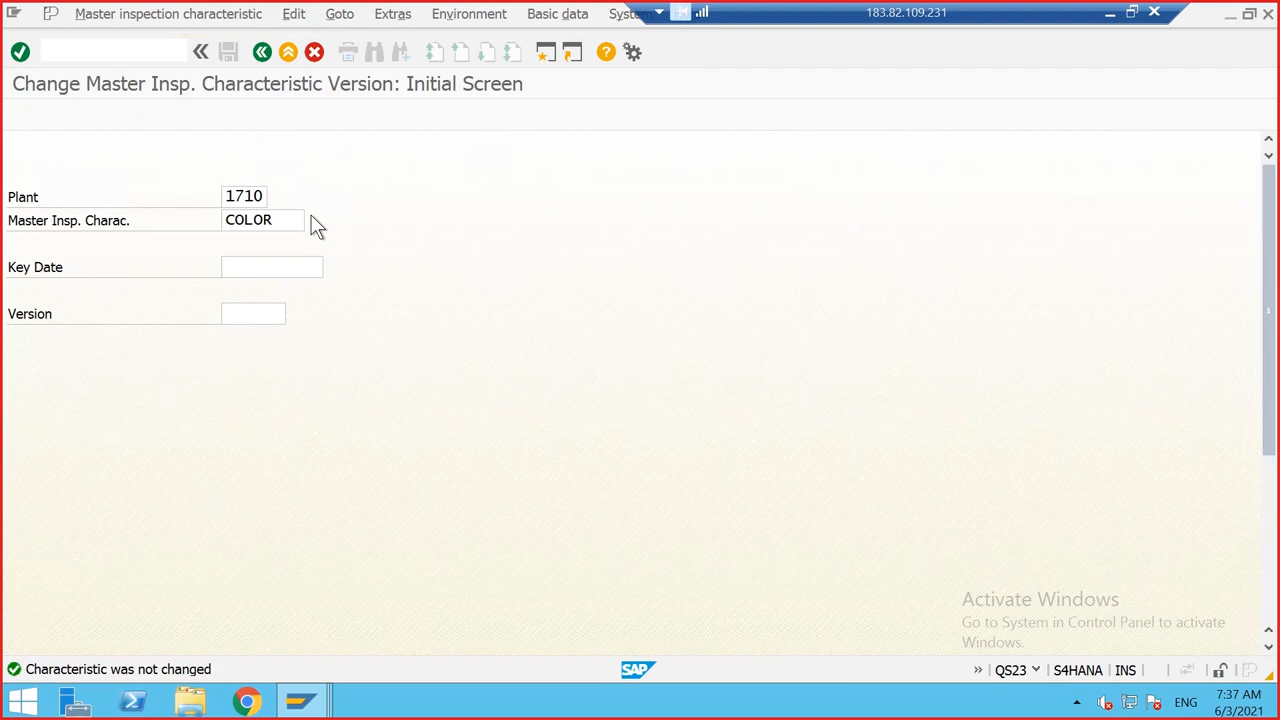 Master inspection characteristic Edit Goto Extras Environment Basic data System 183.82.109.231
Change Master Insp. Characteristic Version: Initial Screen
Plant 1710
Master Insp. Charac. COLOR
Key Date
Version
Activate Windows
Go to System in Control Panel to activate
Windows.
Characteristic was not changed SAP QS23 S4HANA INS
ENG 7:37 AM
6/3/2021